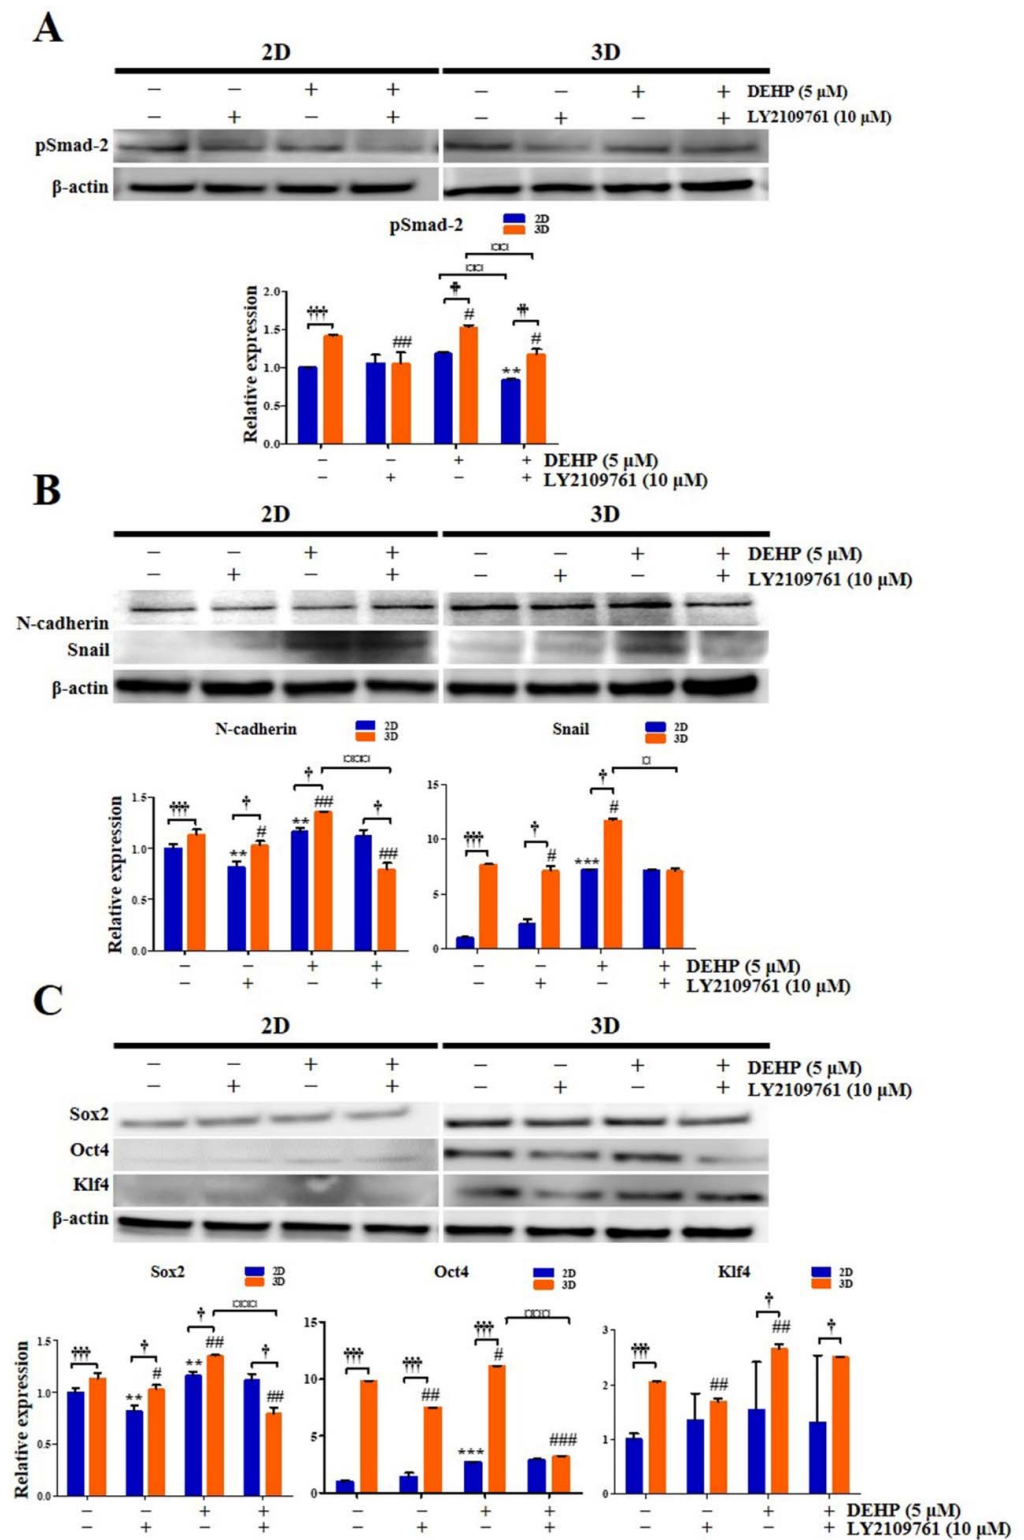 A
2D 3D
− − + + − − + + DEHP (5 µM)
− + − + − + − + LY2109761 (10 µM)
pSmad-2
β-actin
pSmad-2
2D
3D
¤¤
¤¤
††† † ††
## # #
**
Relative expression
2.0
1.5
1.0
0.5
0.0
− − + + DEHP (5 µM)
− + − + LY2109761 (10 µM)
B
2D 3D
− − + + − − + + DEHP (5 µM)
− + − + − + − + LY2109761 (10 µM)
N-cadherin
Snail
β-actin
N-cadherin
2D
3D
Snail
2D
3D
¤¤¤
¤
††† † † †
# ## ##
** **
††† † †
# #
***
Relative expression
1.5
1.0
0.5
0.0
15
10
5
0
− − + + − − + + DEHP (5 µM)
− + − + − + − + LY2109761 (10 µM)
C
2D 3D
− − + + − − + + DEHP (5 µM)
− + − + − + − + LY2109761 (10 µM)
Sox2
Oct4
Klf4
β-actin
Sox2
2D
3D
Oct4
2D
3D
Klf4
2D
3D
¤¤¤
¤¤¤
††† † † †
# ## ##
** **
††† ††† †††
## # ###
***
††† † †
## ##
Relative expression
1.5
1.0
0.5
0.0
15
10
5
0
3
2
1
0
− − + + − − + + − − + + DEHP (5 µM)
− + − + − + − + − + − + LY2109761 (10 µM)